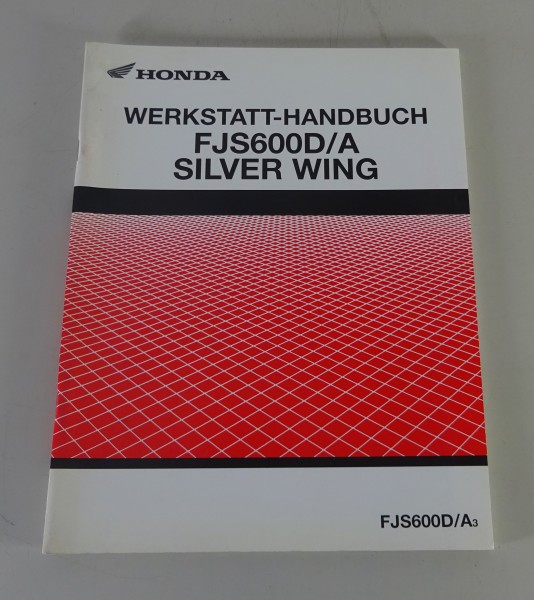 HONDA
WERKSTATT-HANDBUCH
FJS600D/A
SILVER WING
FJS600D/A3